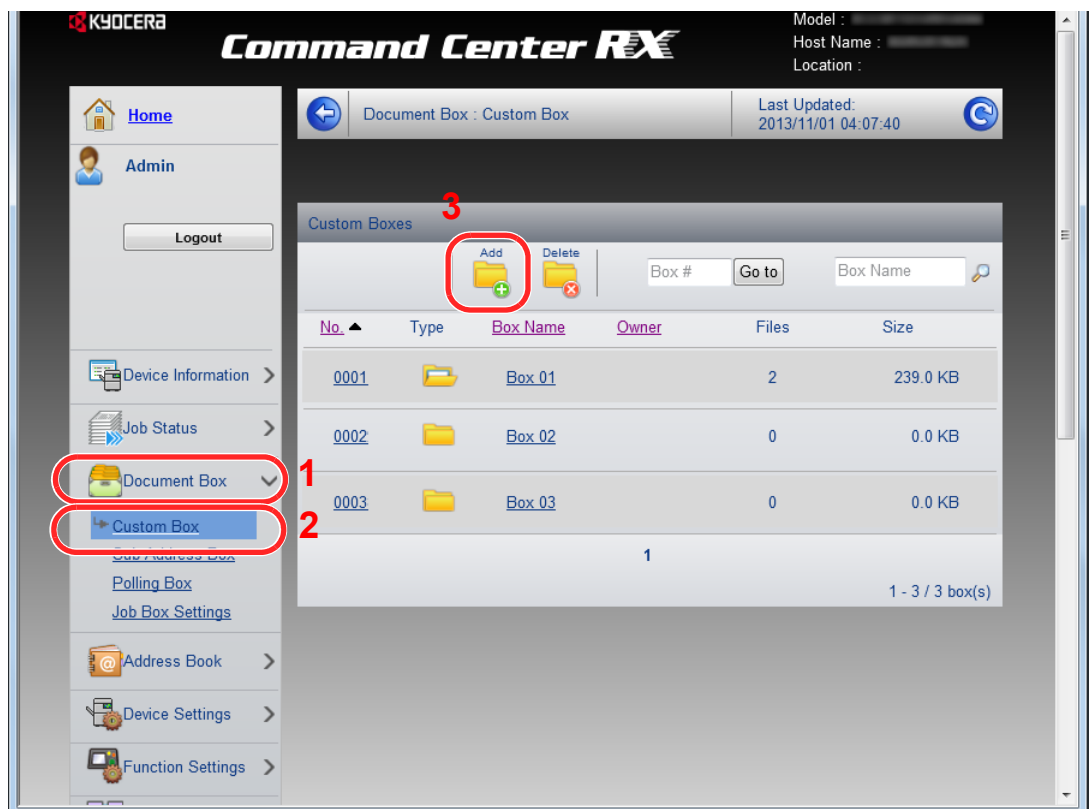 KYOCERA
Command Center RX
Model :
Host Name :
Location :
Home
Admin
Logout
Device Information
Job Status
Document Box
1
Custom Box
2
Sub Address Box
Polling Box
Job Box Settings
Address Book
Device Settings
Function Settings
Document Box : Custom Box
Last Updated:
2013/11/01 04:07:40
3
Custom Boxes
Add Delete
Box # Go to Box Name
No. Type Box Name Owner Files Size
0001 Box 01 2 239.0 KB
0002 Box 02 0 0.0 KB
0003 Box 03 0 0.0 KB
1
1 - 3 / 3 box(s)